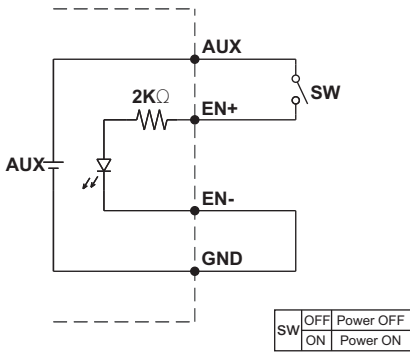 AUX
SW
2KΩ
EN+
AUX
EN-
GND
SW OFF Power OFF
ON Power ON